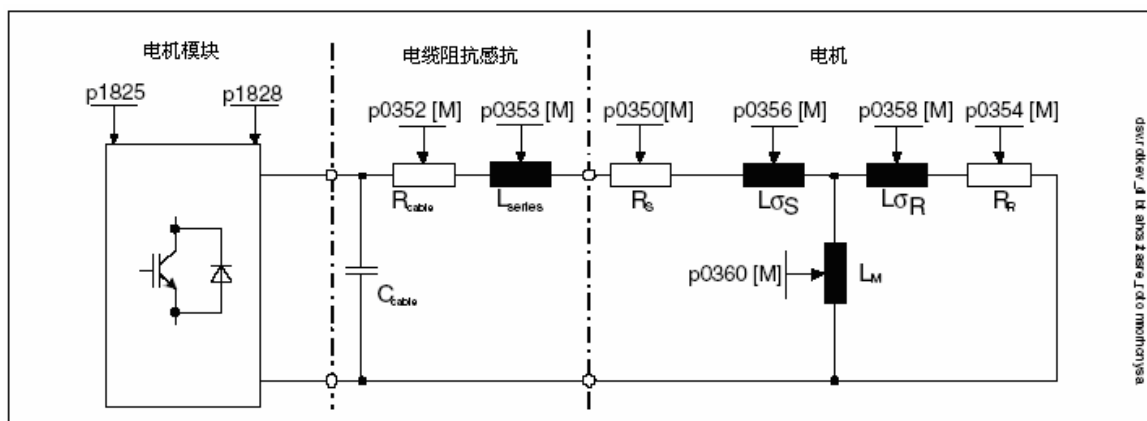 电机模块
电缆阻抗感抗
电机
p1825
p1828
p0352 [M]
p0353 [M]
p0350[M]
p0356 [M]
p0358 [M]
p0354 [M]
Rcable
Lseries
RS
LσS
LσR
RR
p0360 [M]
LM
Ccable